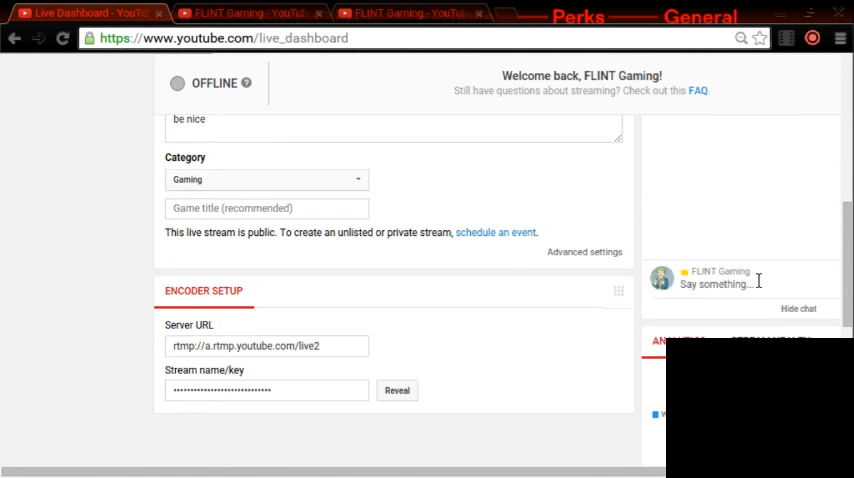 Live Dashboard - YouTu
FLINT Gaming - YouTub
FLINT Gaming - YouTub
Perks
General
https://www.youtube.com/live_dashboard
OFFLINE ?
Welcome back, FLINT Gaming!
Still have questions about streaming? Check out this FAQ.
be nice
Category
Gaming
Game title (recommended)
This live stream is public. To create an unlisted or private stream, schedule an event.
Advanced settings
FLINT Gaming
Say something...
Hide chat
ENCODER SETUP
Server URL
rtmp://a.rtmp.youtube.com/live2
Stream name/key
Reveal